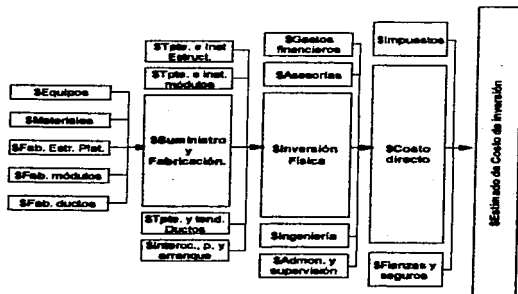 $Equipos
$Materiales
$Fab. Estr. Plat.
$Fab. módulos
$Fab. ductos
$Tpte. e Inst
Estruct.
$Tpte. e inst.
módulos
$Suministro
y
Fabricación.
$Tpte. y tend.
Ductos
$Interoc., p. y
arranque
$Gastos
financieros
$Asesorías
$Inversión
Física
$Ingeniería
$Admon. y
supervisión
$Impuestos
$Costo
directo
$Fianzas y
seguros
$Estimado de Costo de inversión